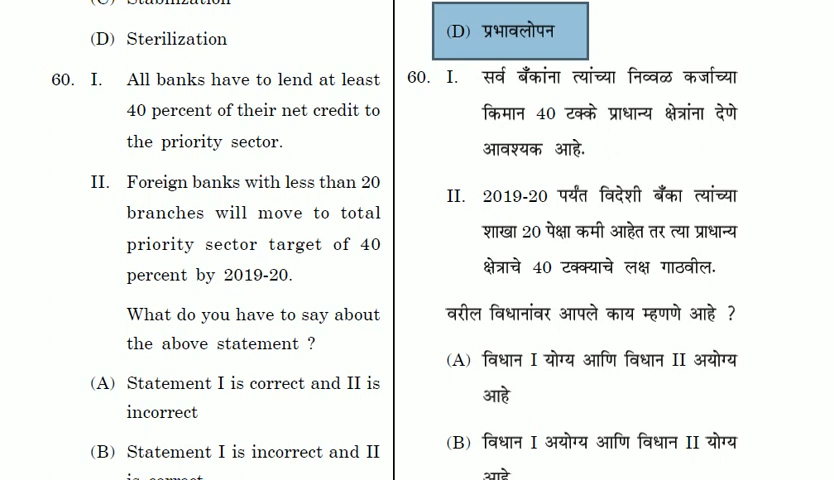 (D) Sterilization
60. I. All banks have to lend at least
40 percent of their net credit to
the priority sector.
II. Foreign banks with less than 20
branches will move to total
priority sector target of 40
percent by 2019-20.
What do you have to say about
the above statement ?
(A) Statement I is correct and II is
incorrect
(B) Statement I is incorrect and II
(D) प्रभावलोपन
60. I. सर्व बँकांना त्यांच्या निव्वळ कर्जाच्या
किमान 40 टक्के प्राधान्य क्षेत्रांना देणे
आवश्यक आहे.
II. 2019-20 पर्यंत विदेशी बँका त्यांच्या
शाखा 20 पेक्षा कमी आहेत तर त्या प्राधान्य
क्षेत्राचे 40 टक्क्याचे लक्ष गाठवील.
वरील विधानांवर आपले काय म्हणणे आहे ?
(A) विधान I योग्य आणि विधान II अयोग्य
आहे
(B) विधान I अयोग्य आणि विधान II योग्य